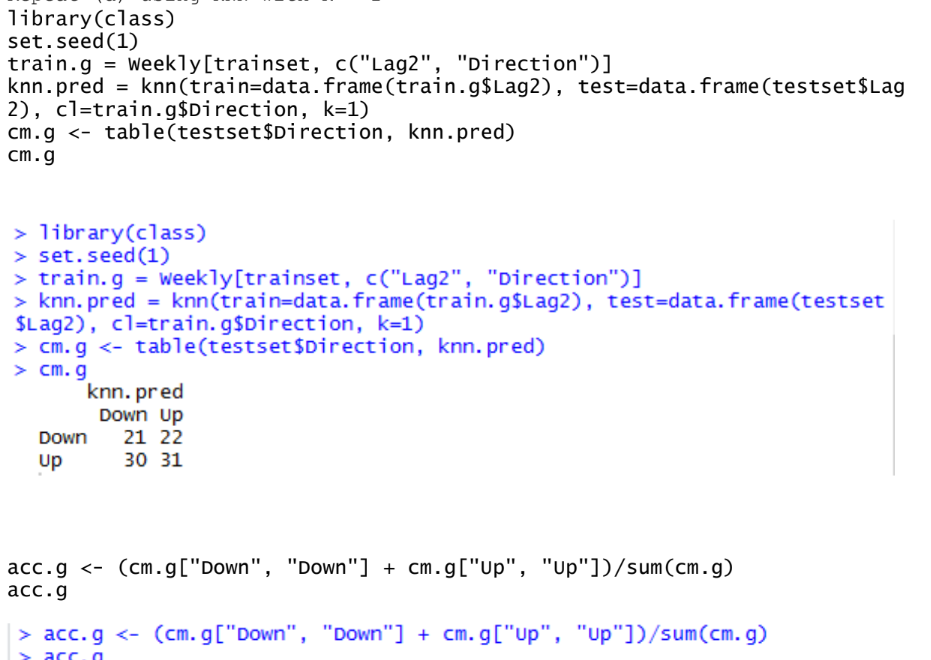 library(class)
set.seed(1)
train.g = Weekly[trainset, c("Lag2", "Direction")]
knn.pred = knn(train=data.frame(train.g$Lag2), test=data.frame(testset$Lag
2), cl=train.g$Direction, k=1)
cm.g <- table(testset$Direction, knn.pred)
cm.g
> library(class)
> set.seed(1)
> train.g = Weekly[trainset, c("Lag2", "Direction")]
> knn.pred = knn(train=data.frame(train.g$Lag2), test=data.frame(testset
$Lag2), cl=train.g$Direction, k=1)
> cm.g <- table(testset$Direction, knn.pred)
> cm.g
knn.pred
Down Up
Down 21 22
Up 30 31
acc.g <- (cm.g["Down", "Down"] + cm.g["Up", "Up"])/sum(cm.g)
acc.g
> acc.g <- (cm.g["Down", "Down"] + cm.g["Up", "Up"])/sum(cm.g)
> acc.g